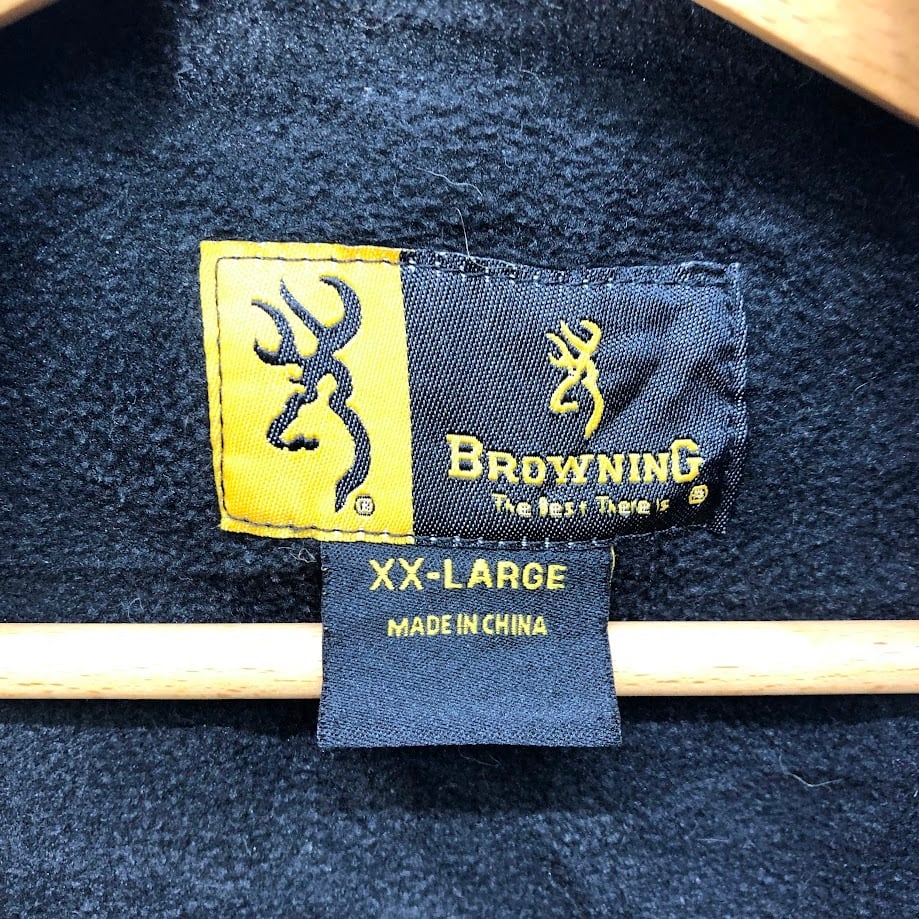 ®
BROWNING
The Best There Is ®
XX-LARGE
MADE IN CHINA